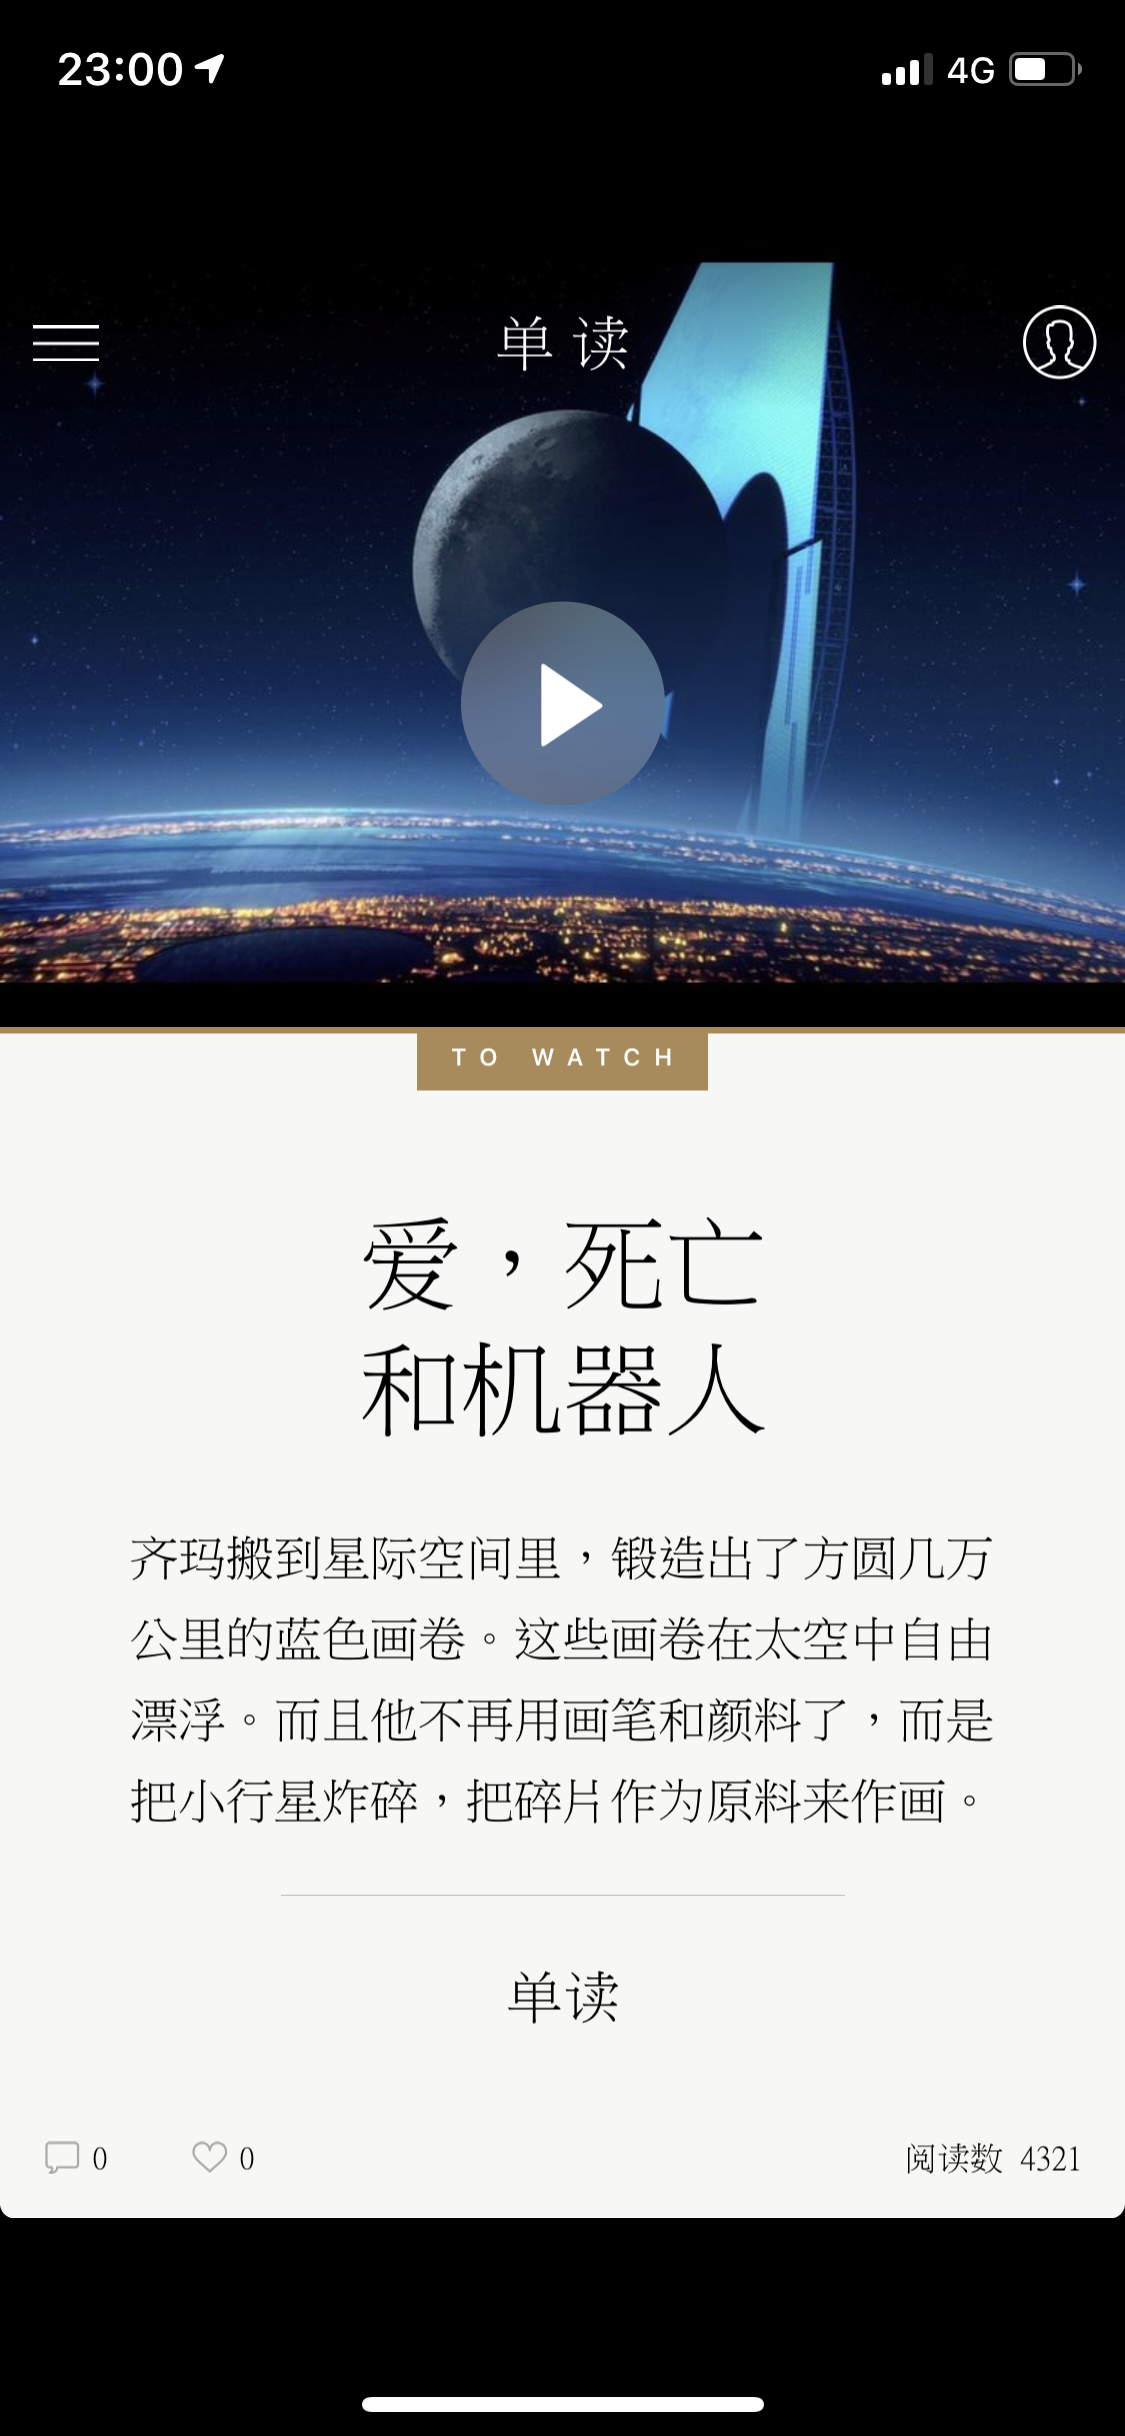 23:00
4G
单读
TO WATCH
爱，死亡
和机器人
齐玛搬到星际空间里，锻造出了方圆几万
公里的蓝色画卷。这些画卷在太空中自由
漂浮。而且他不再用画笔和颜料了，而是
把小行星炸碎，把碎片作为原料来作画。
单读
0
0
阅读数 4321